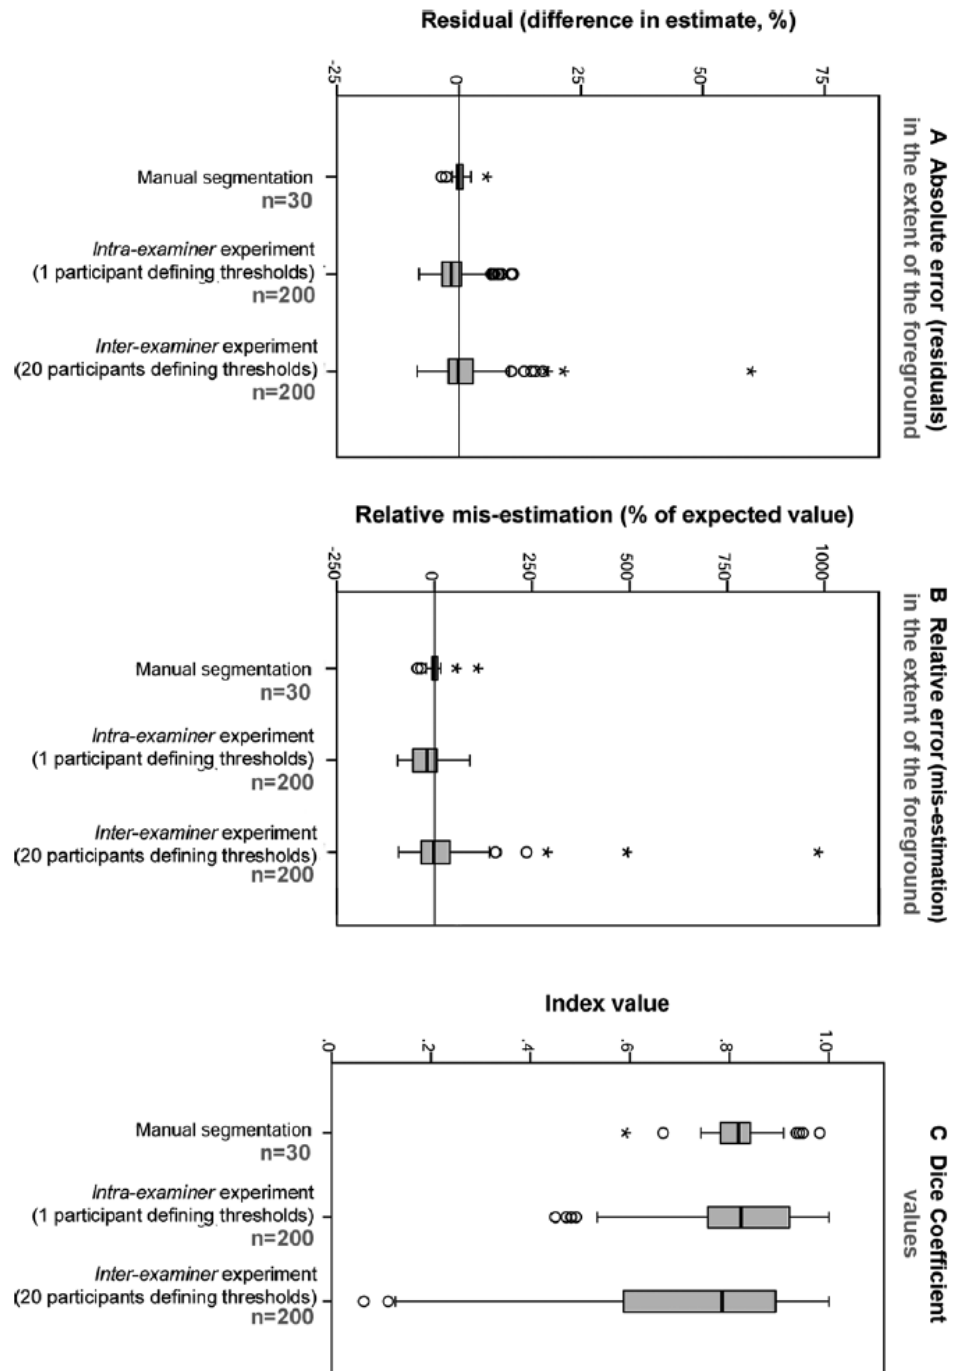 Residual (difference in estimate, %)
-25
0
25
50
75
A Absolute error (residuals)
in the extent of the foreground
Manual segmentation
n=30
Intra-examiner experiment
(1 participant defining thresholds)
n=200
Inter-examiner experiment
(20 participants defining thresholds)
n=200
Relative mis-estimation (% of expected value)
-250
0
250
500
750
1000
B Relative error (mis-estimation)
in the extent of the foreground
Manual segmentation
n=30
Intra-examiner experiment
(1 participant defining thresholds)
n=200
Inter-examiner experiment
(20 participants defining thresholds)
n=200
Index value
.0
.2
.4
.6
.8
1.0
C Dice Coefficient
values
Manual segmentation
n=30
Intra-examiner experiment
(1 participant defining thresholds)
n=200
Inter-examiner experiment
(20 participants defining thresholds)
n=200